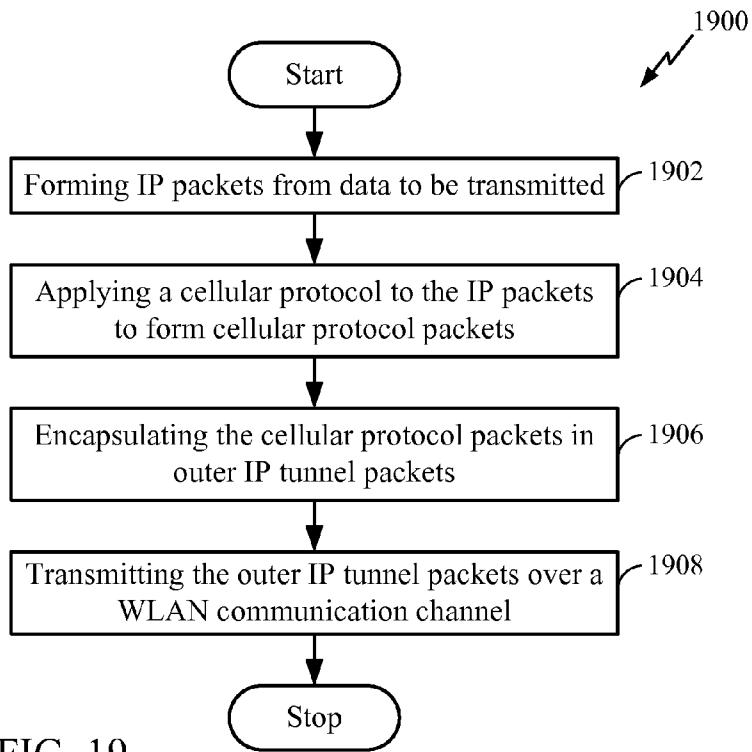 1900
Start
Forming IP packets from data to be transmitted
1902
Applying a cellular protocol to the IP packets
to form cellular protocol packets
1904
Encapsulating the cellular protocol packets in
outer IP tunnel packets
1906
Transmitting the outer IP tunnel packets over a
WLAN communication channel
1908
Stop
FIG. 19